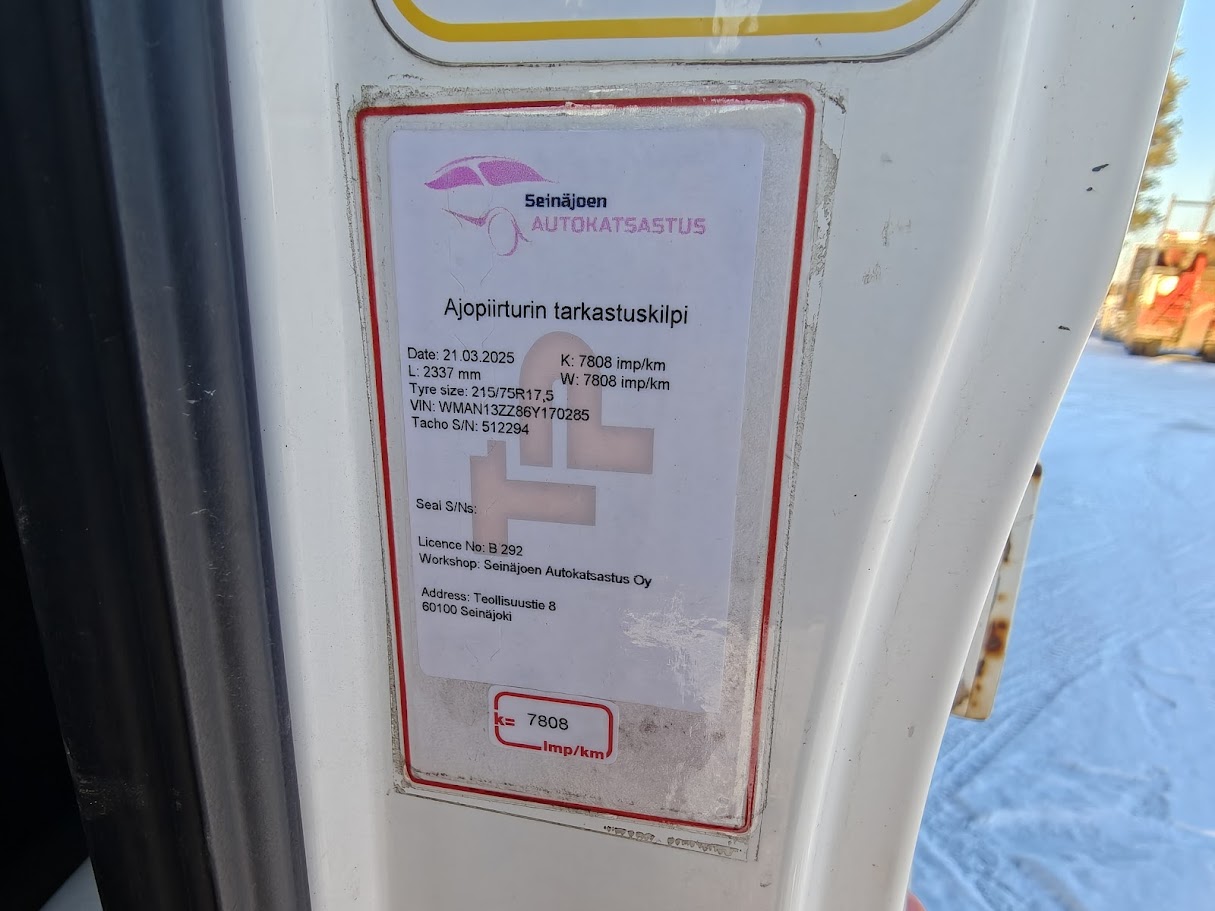 Seinäjoen
AUTOKATSASTUS
Ajopiirturin tarkastuskilpi
Date: 21.03.2025
K: 7808 imp/km
L: 2337 mm
W: 7808 imp/km
Tyre size: 215/75R17,5
VIN: WMAN13ZZ86Y170285
Tacho S/N: 512294
Seal S/Ns:
Licence No: B 292
Workshop: Seinäjoen Autokatsastus Oy
Address: Teollisuustie 8
60100 Seinäjoki
k= 7808
Imp/km